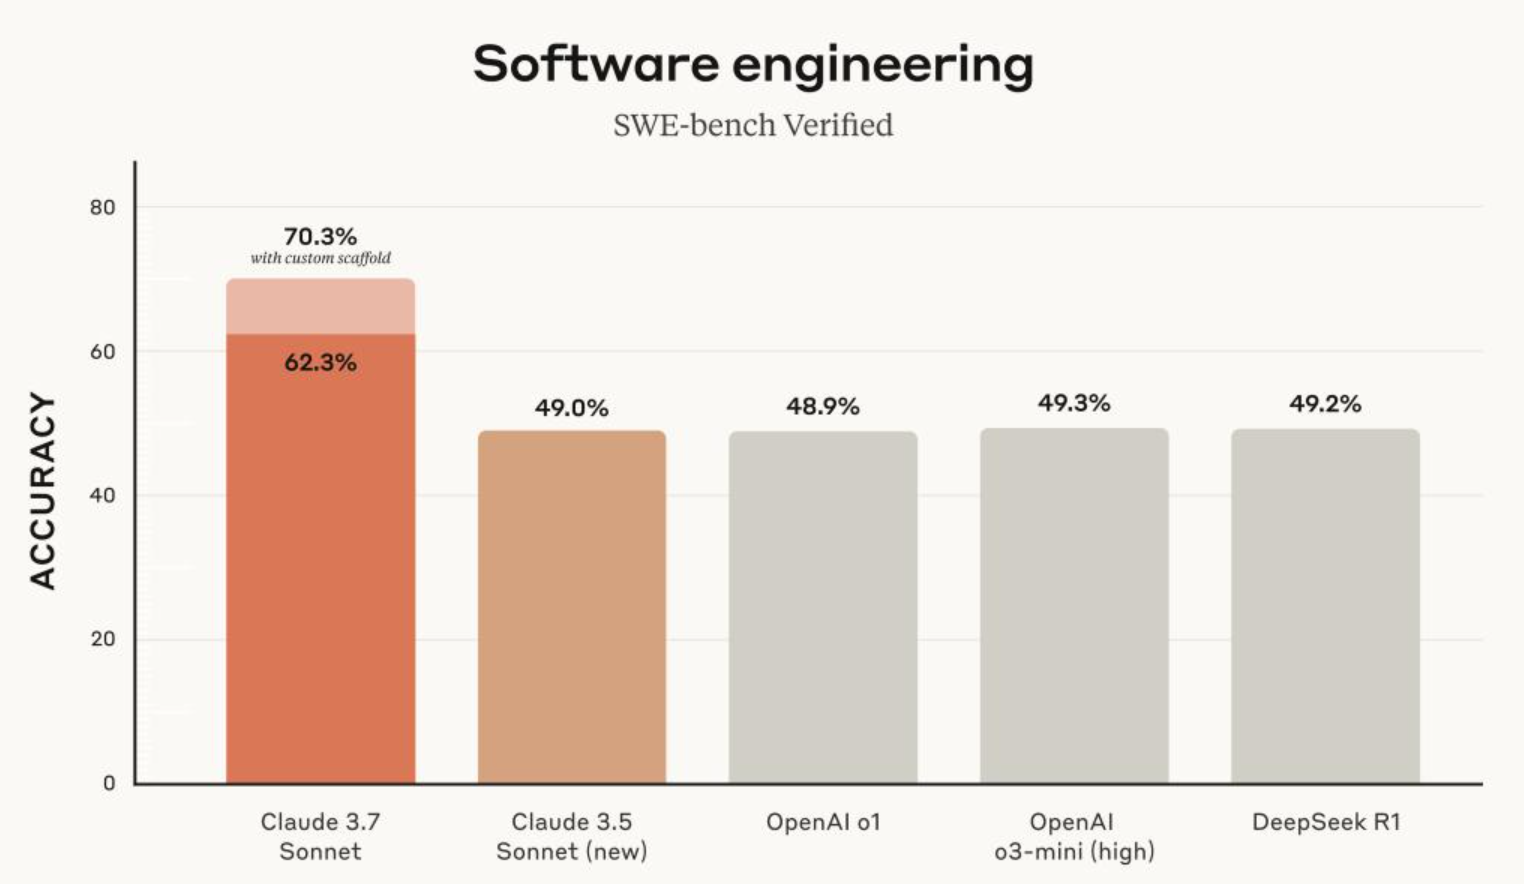 Software engineering
SWE-bench Verified
ACCURACY
80
60
40
20
0
70.3%
with custom scaffold
62.3%
49.0%
48.9%
49.3%
49.2%
Claude 3.7
Sonnet
Claude 3.5
Sonnet (new)
OpenAI o1
OpenAI
o3-mini (high)
DeepSeek R1